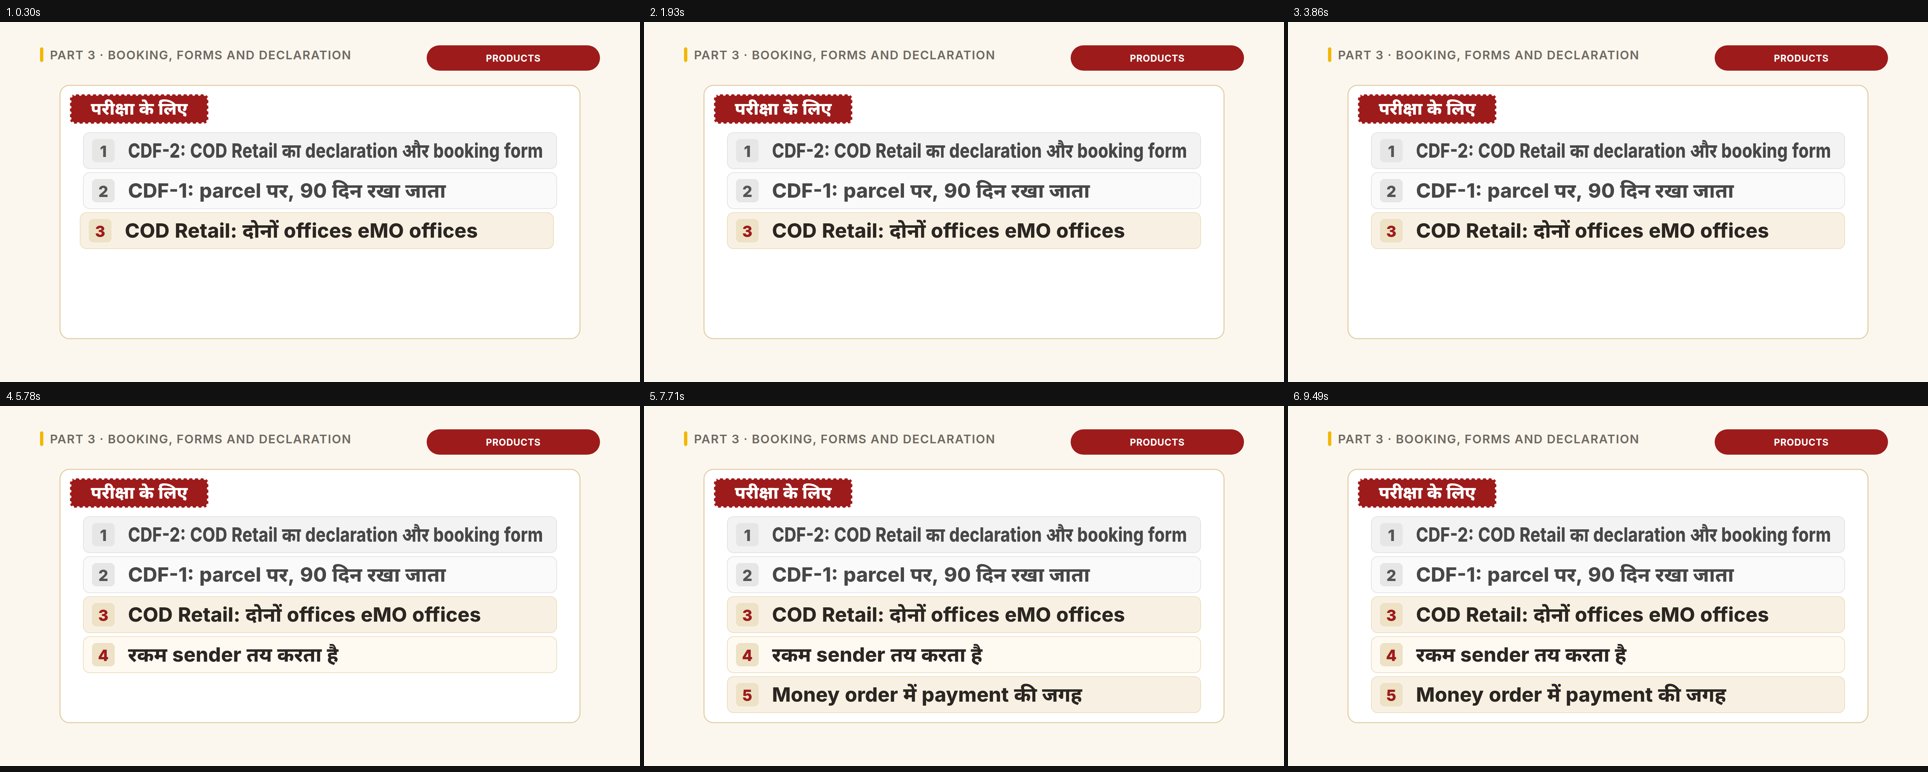 1. 0.30s
PART 3 · BOOKING, FORMS AND DECLARATION
PRODUCTS
परीक्षा के लिए
1 CDF-2: COD Retail का declaration और booking form
2 CDF-1: parcel पर, 90 दिन रखा जाता
3 COD Retail: दोनों offices eMO offices
2. 1.93s
PART 3 · BOOKING, FORMS AND DECLARATION
PRODUCTS
परीक्षा के लिए
1 CDF-2: COD Retail का declaration और booking form
2 CDF-1: parcel पर, 90 दिन रखा जाता
3 COD Retail: दोनों offices eMO offices
3. 3.86s
PART 3 · BOOKING, FORMS AND DECLARATION
PRODUCTS
परीक्षा के लिए
1 CDF-2: COD Retail का declaration और booking form
2 CDF-1: parcel पर, 90 दिन रखा जाता
3 COD Retail: दोनों offices eMO offices
4. 5.78s
PART 3 · BOOKING, FORMS AND DECLARATION
PRODUCTS
परीक्षा के लिए
1 CDF-2: COD Retail का declaration और booking form
2 CDF-1: parcel पर, 90 दिन रखा जाता
3 COD Retail: दोनों offices eMO offices
4 रकम sender तय करता है
5. 7.71s
PART 3 · BOOKING, FORMS AND DECLARATION
PRODUCTS
परीक्षा के लिए
1 CDF-2: COD Retail का declaration और booking form
2 CDF-1: parcel पर, 90 दिन रखा जाता
3 COD Retail: दोनों offices eMO offices
4 रकम sender तय करता है
5 Money order में payment की जगह
6. 9.49s
PART 3 · BOOKING, FORMS AND DECLARATION
PRODUCTS
परीक्षा के लिए
1 CDF-2: COD Retail का declaration और booking form
2 CDF-1: parcel पर, 90 दिन रखा जाता
3 COD Retail: दोनों offices eMO offices
4 रकम sender तय करता है
5 Money order में payment की जगह